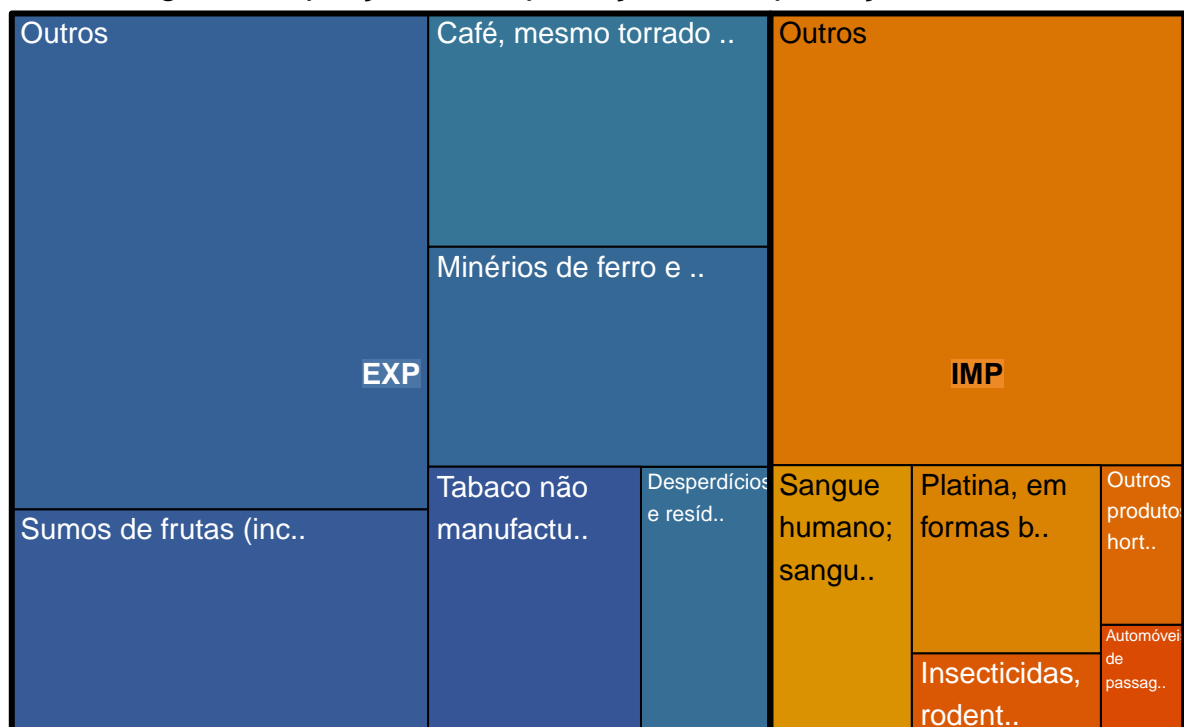 Outros
Café, mesmo torrado ..
Outros
Minérios de ferro e ..
EXP
IMP
Tabaco não
manufactu..
Desperdícios
e resíd..
Sangue
humano;
sangu..
Platina, em
formas b..
Outros
produtos
hort..
Sumos de frutas (inc..
Automóveis
de
passag..
Insecticidas,
rodent..